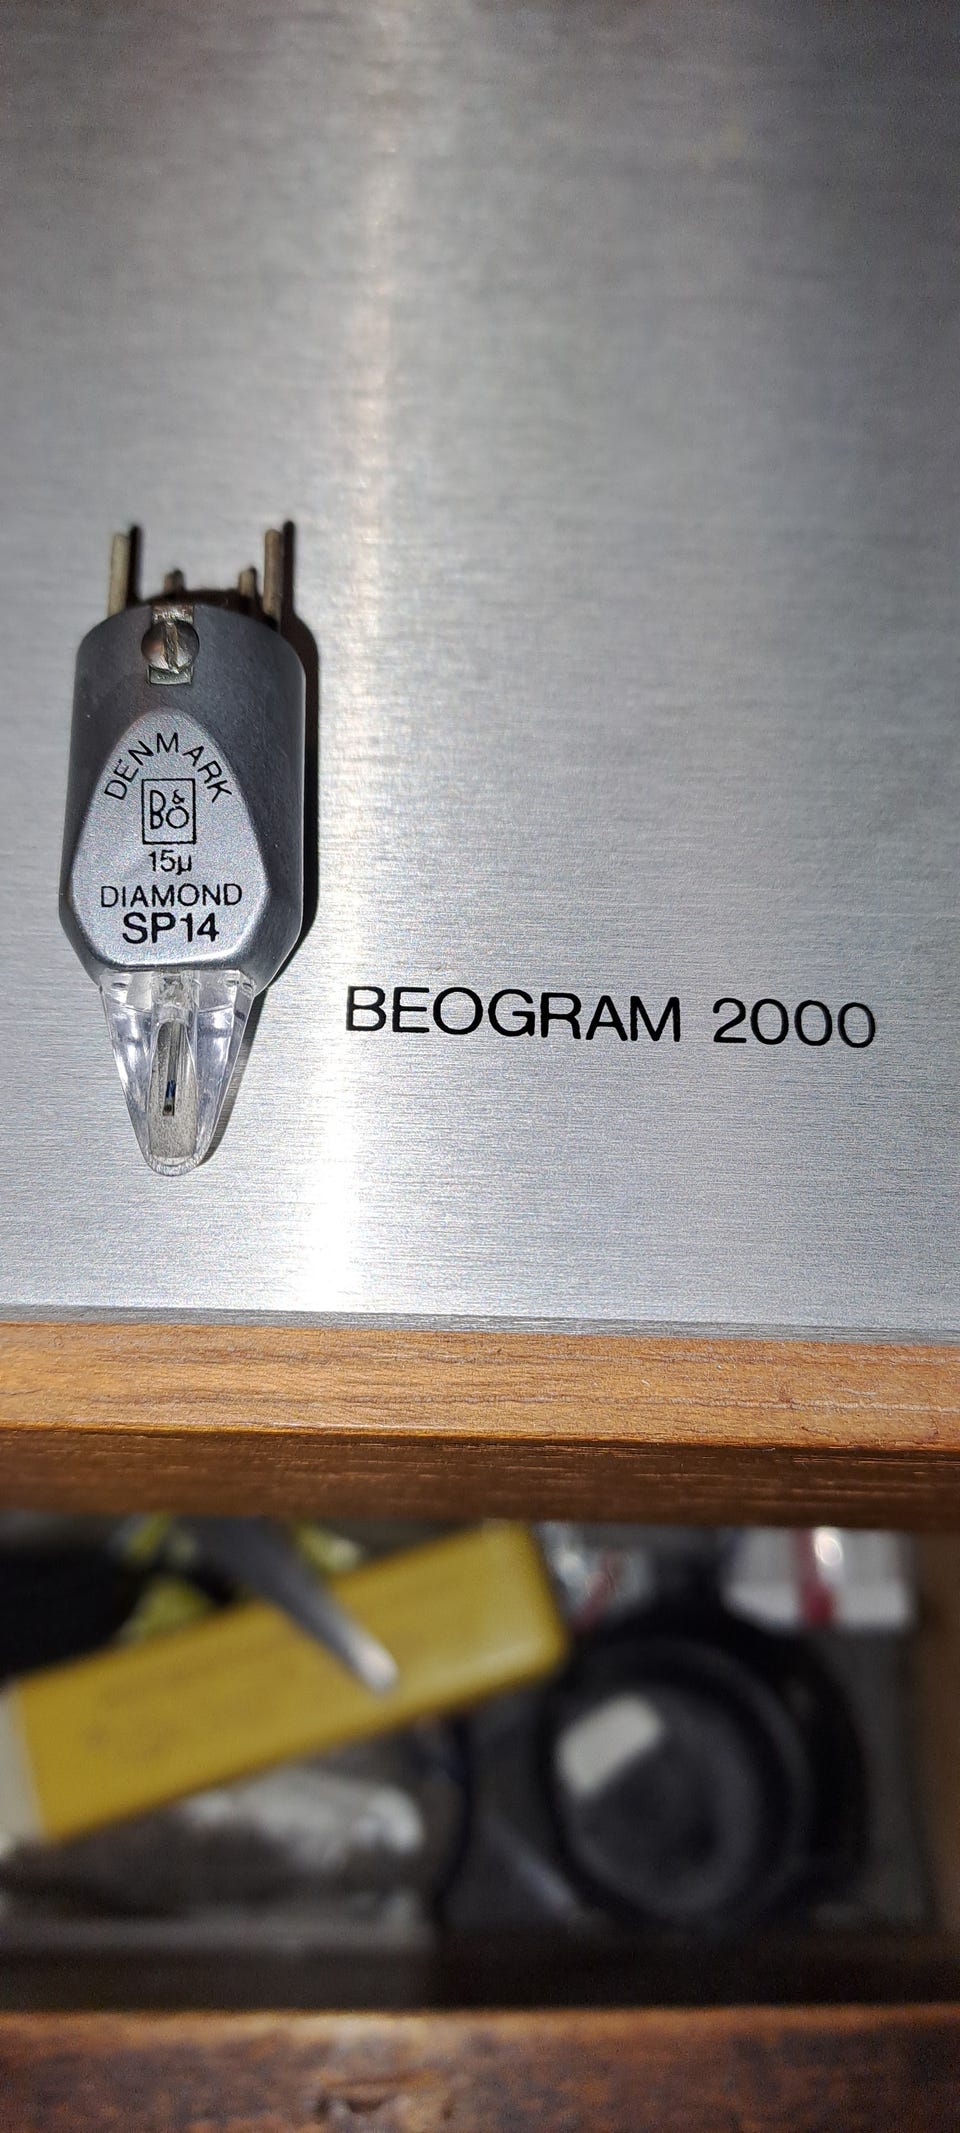 DENMARK
B&O
15µ
DIAMOND
SP14
BEOGRAM 2000